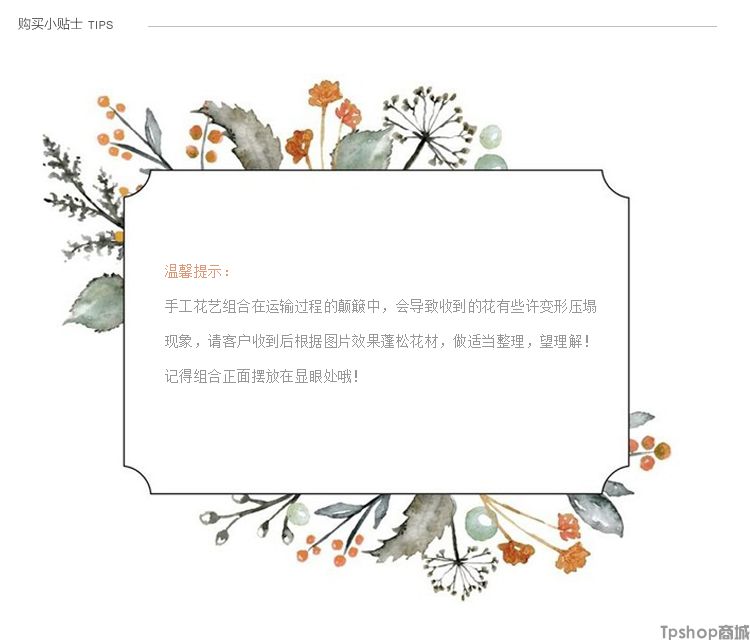 购买小贴士 TIPS
温馨提示：
手工花艺组合在运输过程的颠簸中，会导致收到的花有些许变形压塌
现象，请客户收到后根据图片效果蓬松花材，做适当整理，望理解！
记得组合正面摆放在显眼处哦！
Tpshop商城